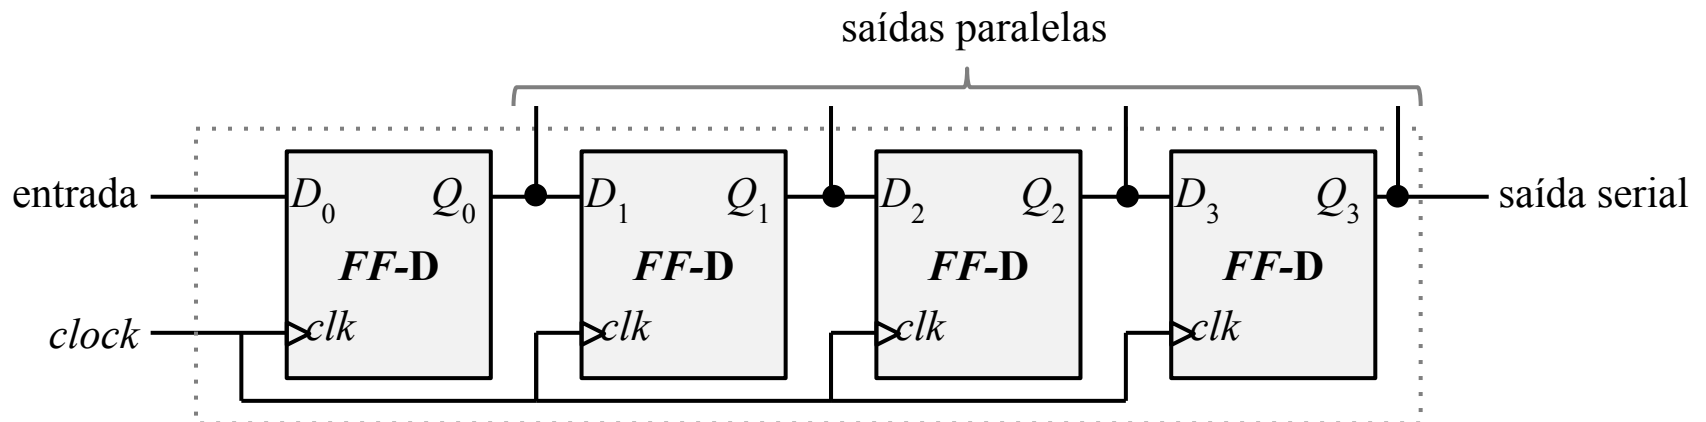 saídas paralelas
entrada D₀ Q₀ D₁ Q₁ D₂ Q₂ D₃ Q₃ saída serial
FF-D FF-D FF-D FF-D
clock clk clk clk clk